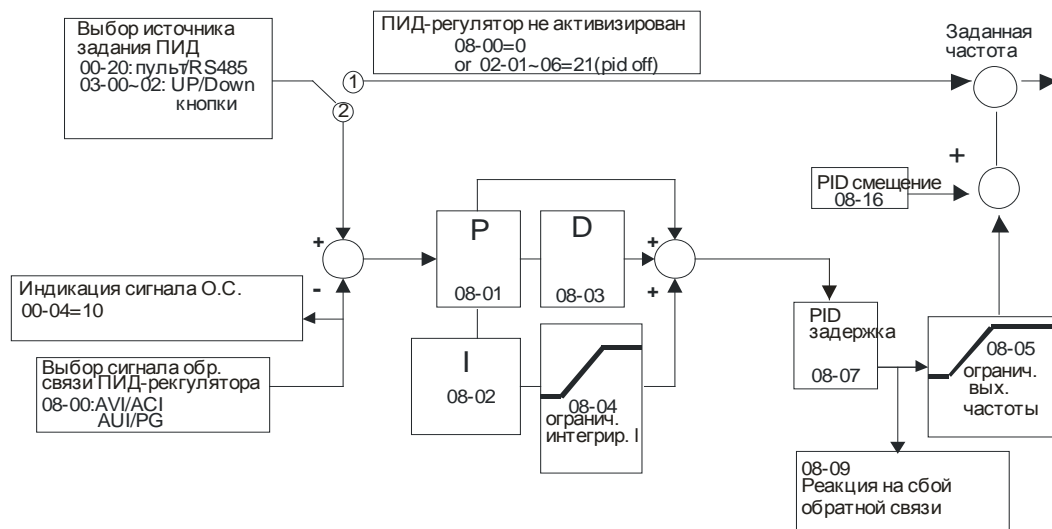 Выбор источника
задания ПИД
00-20: пульт/RS485
03-00~02: UP/Down
кнопки
ПИД-регулятор не активизирован
08-00=0
or 02-01~06=21(pid off)
Заданная
частота
1
2
+
PID смещение
08-16
P
08-01
D
08-03
+
-
+
+
Индикация сигнала О.С.
00-04=10
Выбор сигнала обр.
связи ПИД-рекгулятора
08-00:AVI/ACI
AUI/PG
I
08-02
08-04
огранич.
интегрир. I
PID
задержка
08-07
08-05
огранич.
вых.
частоты
08-09
Реакция на сбой
обратной связи